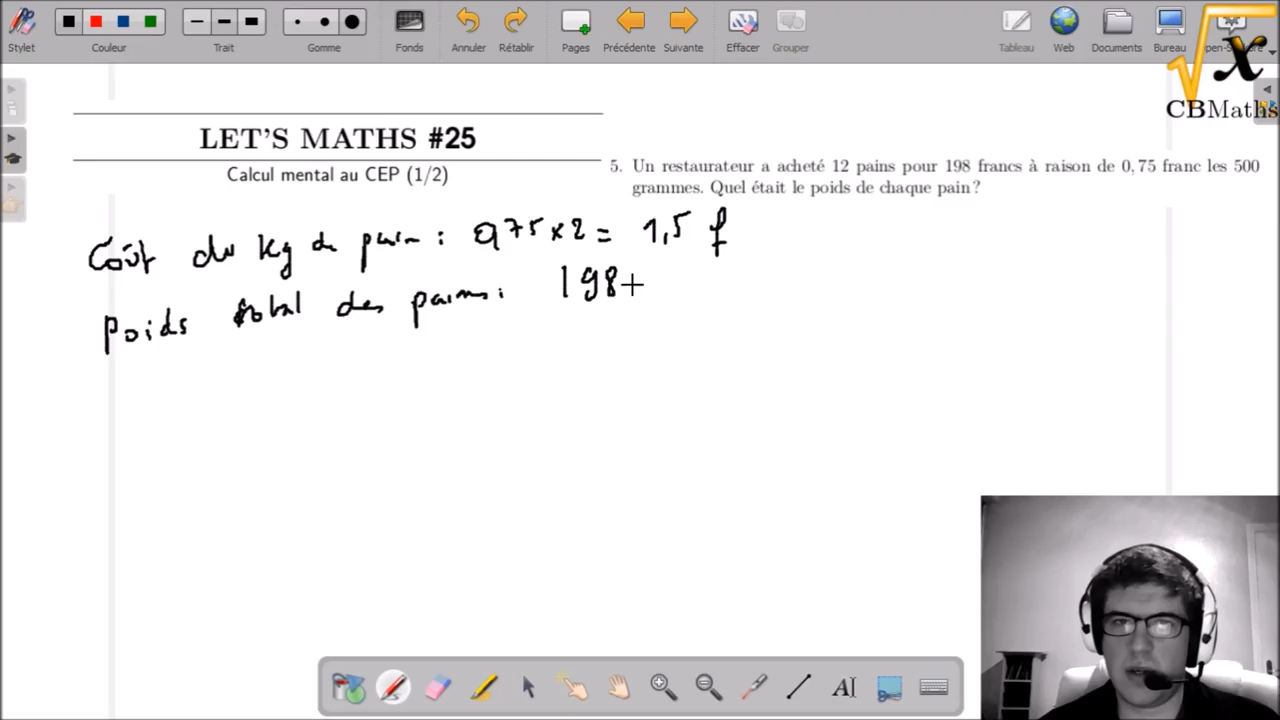 Stylet
Couleur
Trait
Gomme
Fonds
Annuler
Rétablir
Pages
Précédente
Suivante
Effacer
Grouper
Tableau
Web
Documents
Bureau
x
CBMaths
LET'S MATHS #25
Calcul mental au CEP (1/2)
5. Un restaurateur a acheté 12 pains pour 198 francs à raison de 0,75 franc les 500
grammes. Quel était le poids de chaque pain ?
Coût du kg de pain : 0,75 × 2 = 1,5 f
Poids total des pains : 198
AI